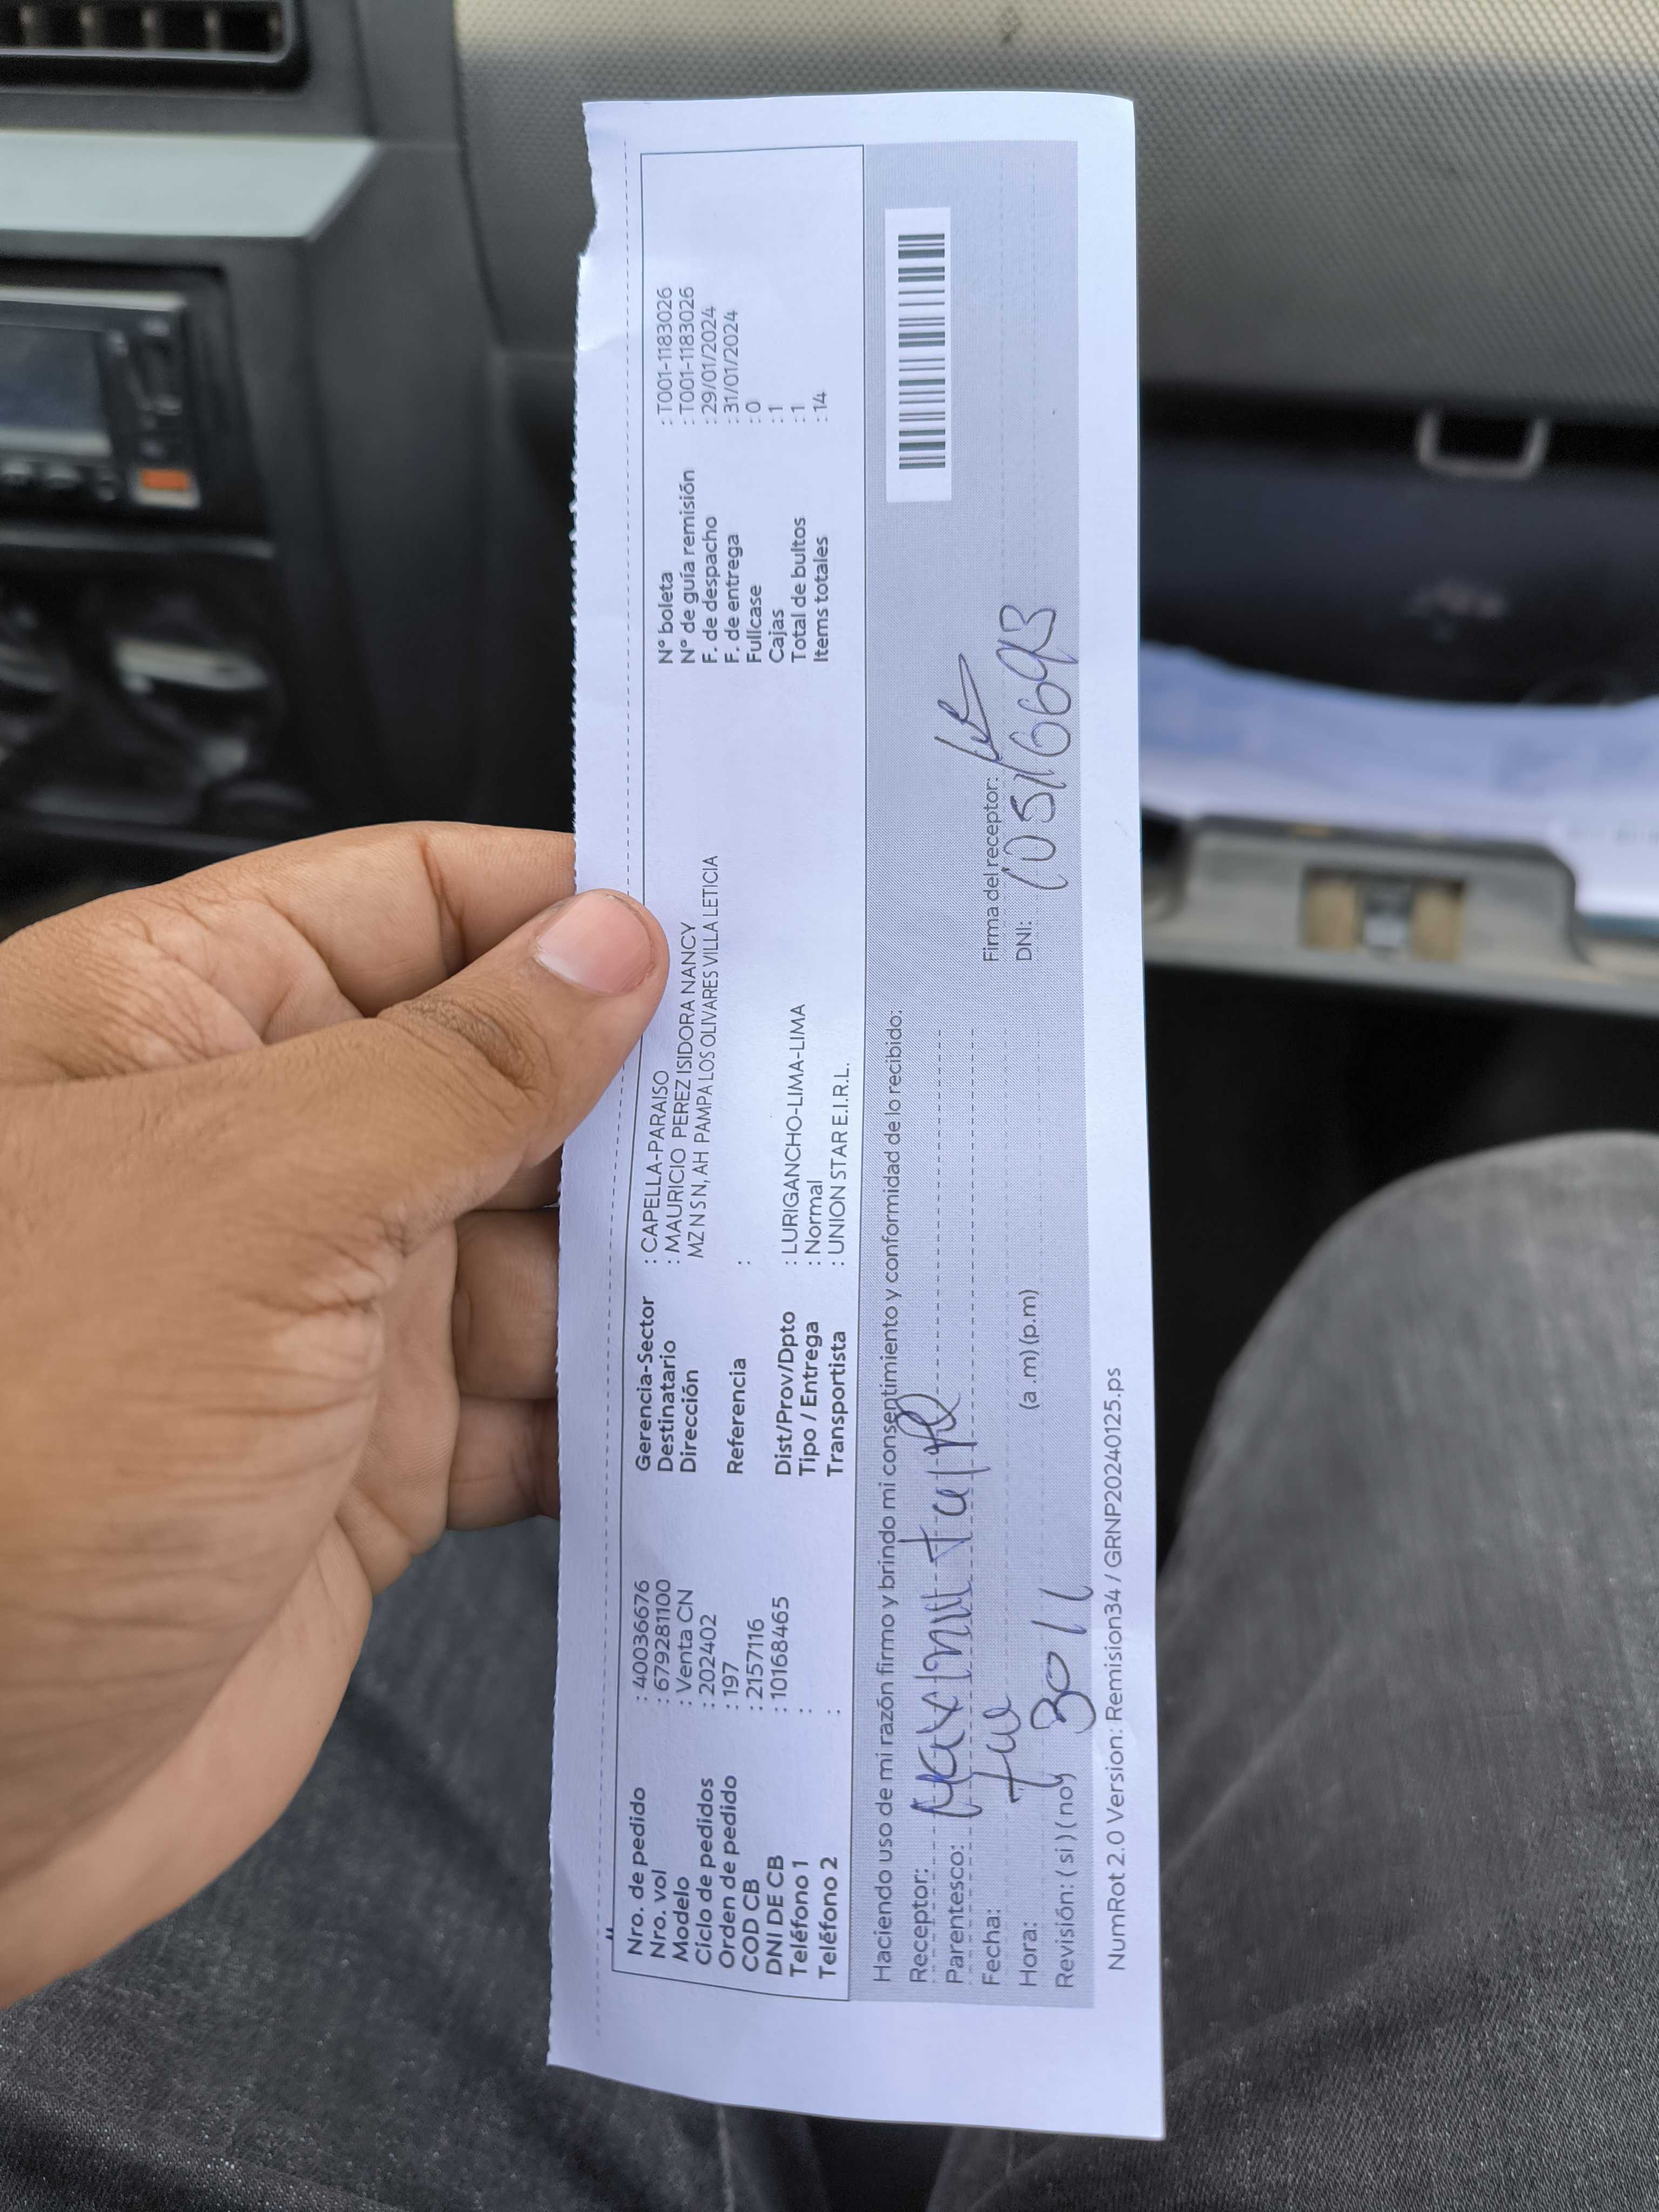 Nro. de pedido : 40036676
Nro. vol : 679281100
Modelo : Venta CN
Ciclo de pedidos : 202402
Orden de pedido : 197
COD CB : 2157116
DNI DE CB : 10168465
Teléfono 1 :
Teléfono 2 :
Gerencia-Sector : CAPELLA-PARAISO
Destinatario : MAURICIO PEREZ ISIDORA NANCY
Dirección MZ N S N, AH PAMPA LOS OLIVARES VILLA LETICIA
Referencia :
Dist/Prov/Dpto : LURIGANCHO-LIMA-LIMA
Tipo / Entrega : Normal
Transportista : UNION STAR E.I.R.L.
N° boleta : T001-1183026
N° de guía remisión : T001-1183026
F. de despacho : 29/01/2024
F. de entrega : 31/01/2024
Fullcase : 0
Cajas : 1
Total de bultos : 1
Items totales : 14
Haciendo uso de mi razón firmo y brindo mi consentimiento y conformidad de lo recibido:
Receptor:
Parentesco:
Fecha:
Hora: 30 (a .m) (p.m)
Revisión: ( si ) ( no)
Firma del receptor:
DNI:
NumRot 2.0 Version: Remision34 / GRNP20240125.ps